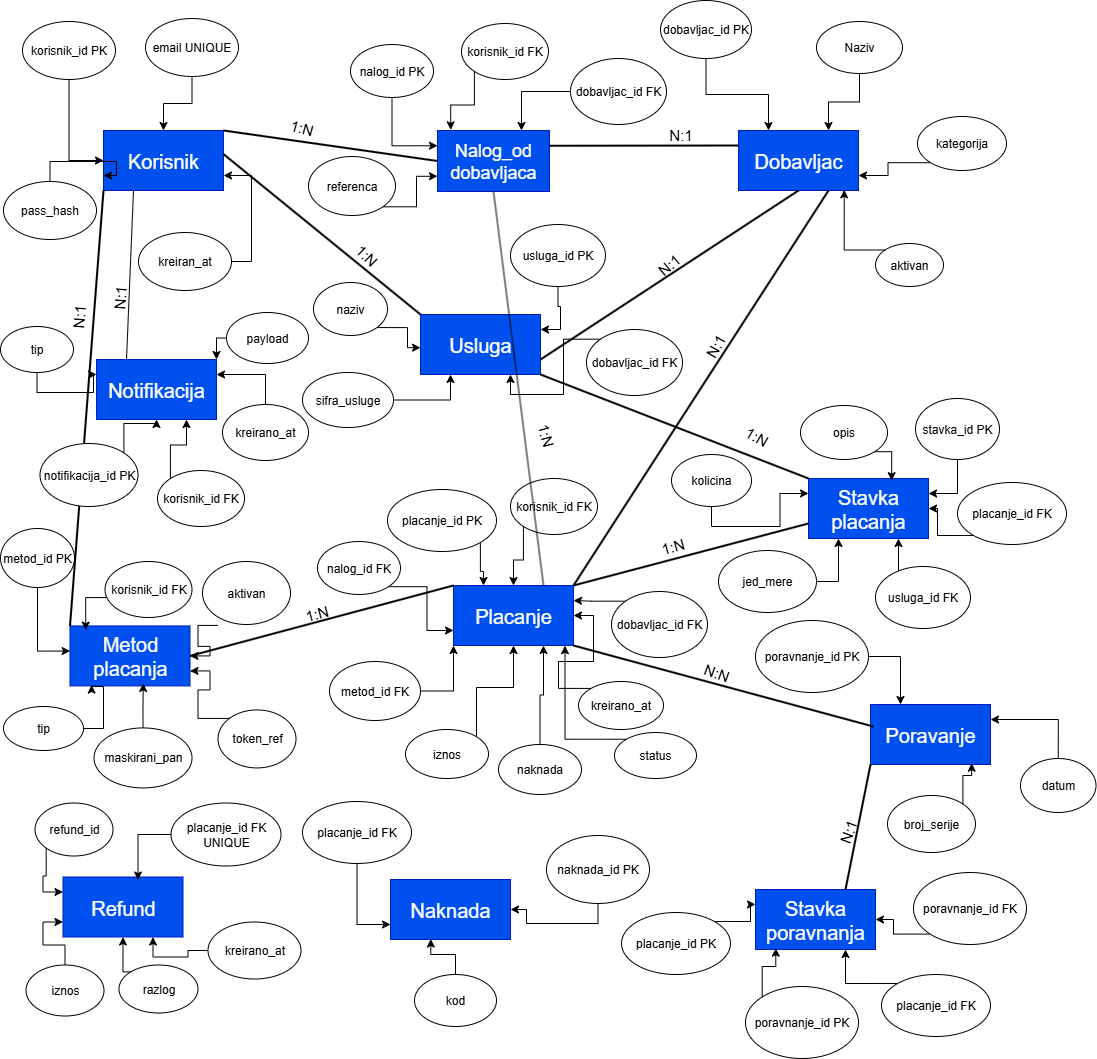 korisnik_id PK
email UNIQUE
nalog_id PK
korisnik_id FK
dobavljac_id FK
dobavljac_id PK
Naziv
kategorija
1:N
N:1
Korisnik
Nalog_od
dobavljaca
Dobavljac
referenca
pass_hash
kreiran_at
1:N
usluga_id PK
N:1
aktivan
N:1
N:1
tip
payload
naziv
Usluga
dobavljac_id FK
N:1
Notifikacija
sifra_usluge
kreirano_at
1:N
1:N
opis
stavka_id PK
notifikacija_id PK
korisnik_id FK
kolicina
Stavka
placanja
placanje_id FK
placanje_id PK
korisnik_id FK
metod_id PK
nalog_id FK
1:N
jed_mere
usluga_id FK
korisnik_id FK
aktivan
1:N
Placanje
dobavljac_id FK
Metod
placanja
poravnanje_id PK
N:N
metod_id FK
kreirano_at
tip
maskirani_pan
token_ref
iznos
naknada
status
Poravanje
datum
broj_serije
N:1
refund_id
placanje_id FK
UNIQUE
placanje_id FK
naknada_id PK
Refund
Naknada
Stavka
poravnanja
poravnanje_id FK
placanje_id PK
kreirano_at
iznos
razlog
kod
poravnanje_id PK
placanje_id FK